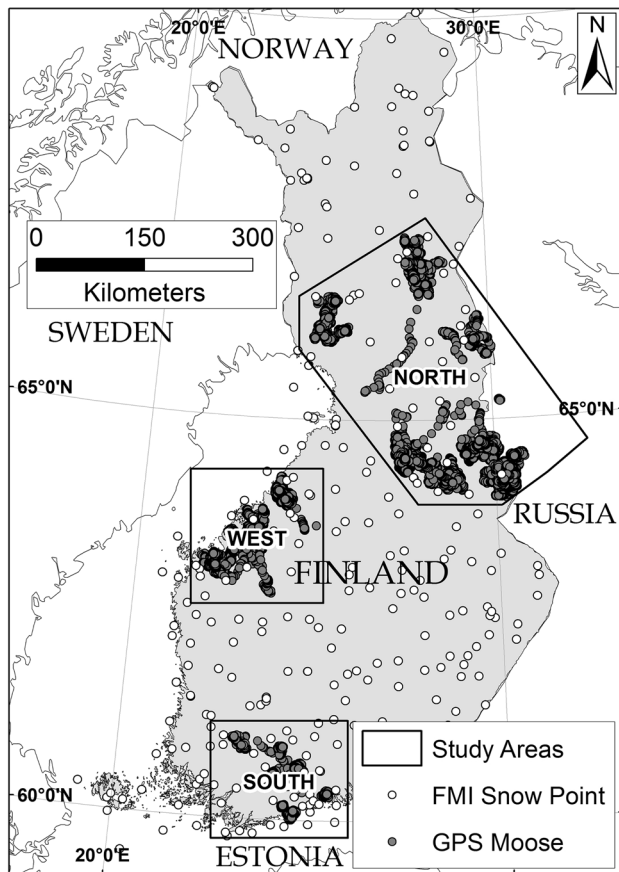 20°0'E
30°0'E
NORWAY
N
0 150 300
Kilometers
SWEDEN
NORTH
65°0'N
65°0'N
RUSSIA
WEST
FINLAND
SOUTH
Study Areas
FMI Snow Point
GPS Moose
60°0'N
20°0'E
ESTONIA